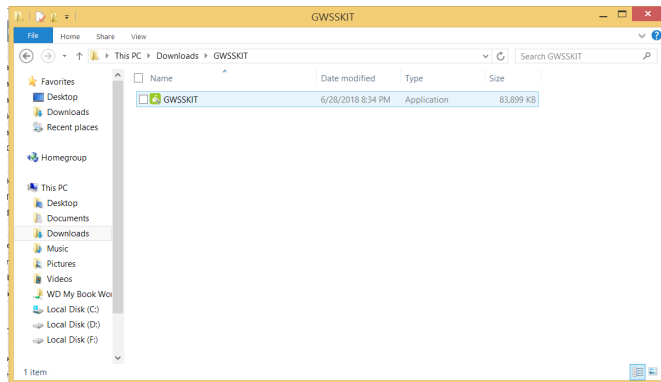 GWSSKIT
File Home Share View
This PC Downloads GWSSKIT Search GWSSKIT
Name Date modified Type Size
GWSSKIT 6/28/2018 8:34 PM Application 83,899 KB
Favorites
Desktop
Downloads
Recent places
Homegroup
This PC
Desktop
Documents
Downloads
Music
Pictures
Videos
WD My Book Wor
Local Disk (C:)
Local Disk (D:)
Local Disk (F:)
1 item